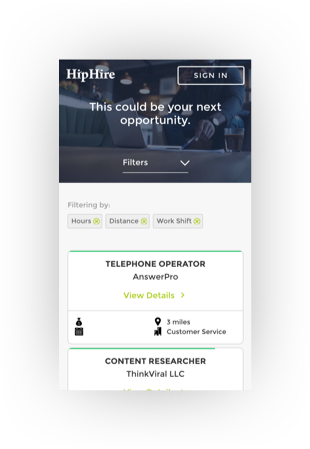 HipHire
SIGN IN
This could be your next
opportunity.
Filters
Filtering by:
Hours
Distance
Work Shift
TELEPHONE OPERATOR
AnswerPro
View Details >
3 miles
Customer Service
CONTENT RESEARCHER
ThinkViral LLC